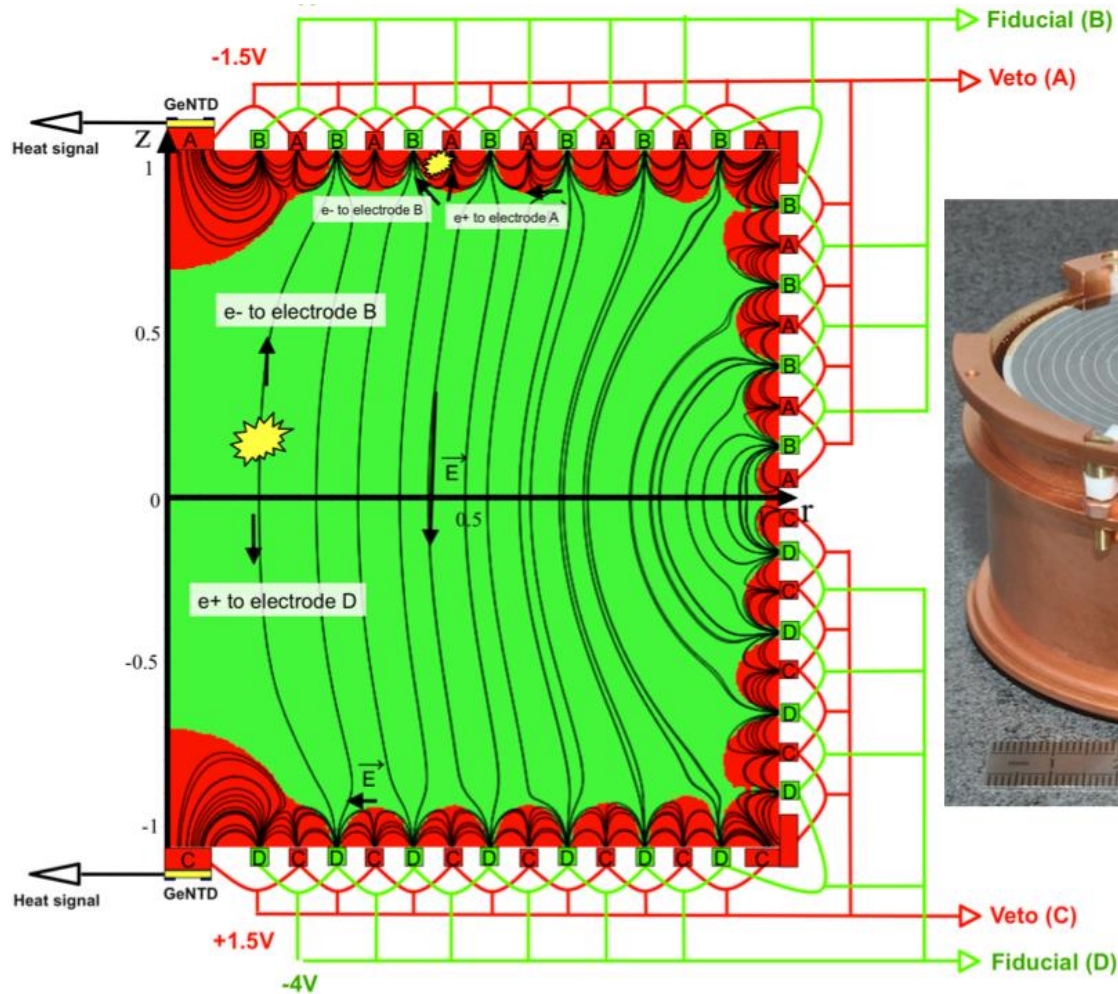 Fiducial (B)
-1.5V
Veto (A)
GeNTD
Heat signal
A B A B A B A B A B A B A B A
z
1
e- to electrode B
e+ to electrode A
B
A
B
e- to electrode B
0.5
A
B
A
B
E
A
0
0.5
r
C
D
e+ to electrode D
C
D
-0.5
C
D
E
C
D
-1
C D C D C D C D C D C D C D C
Heat signal
GeNTD
Veto (C)
+1.5V
Fiducial (D)
-4V